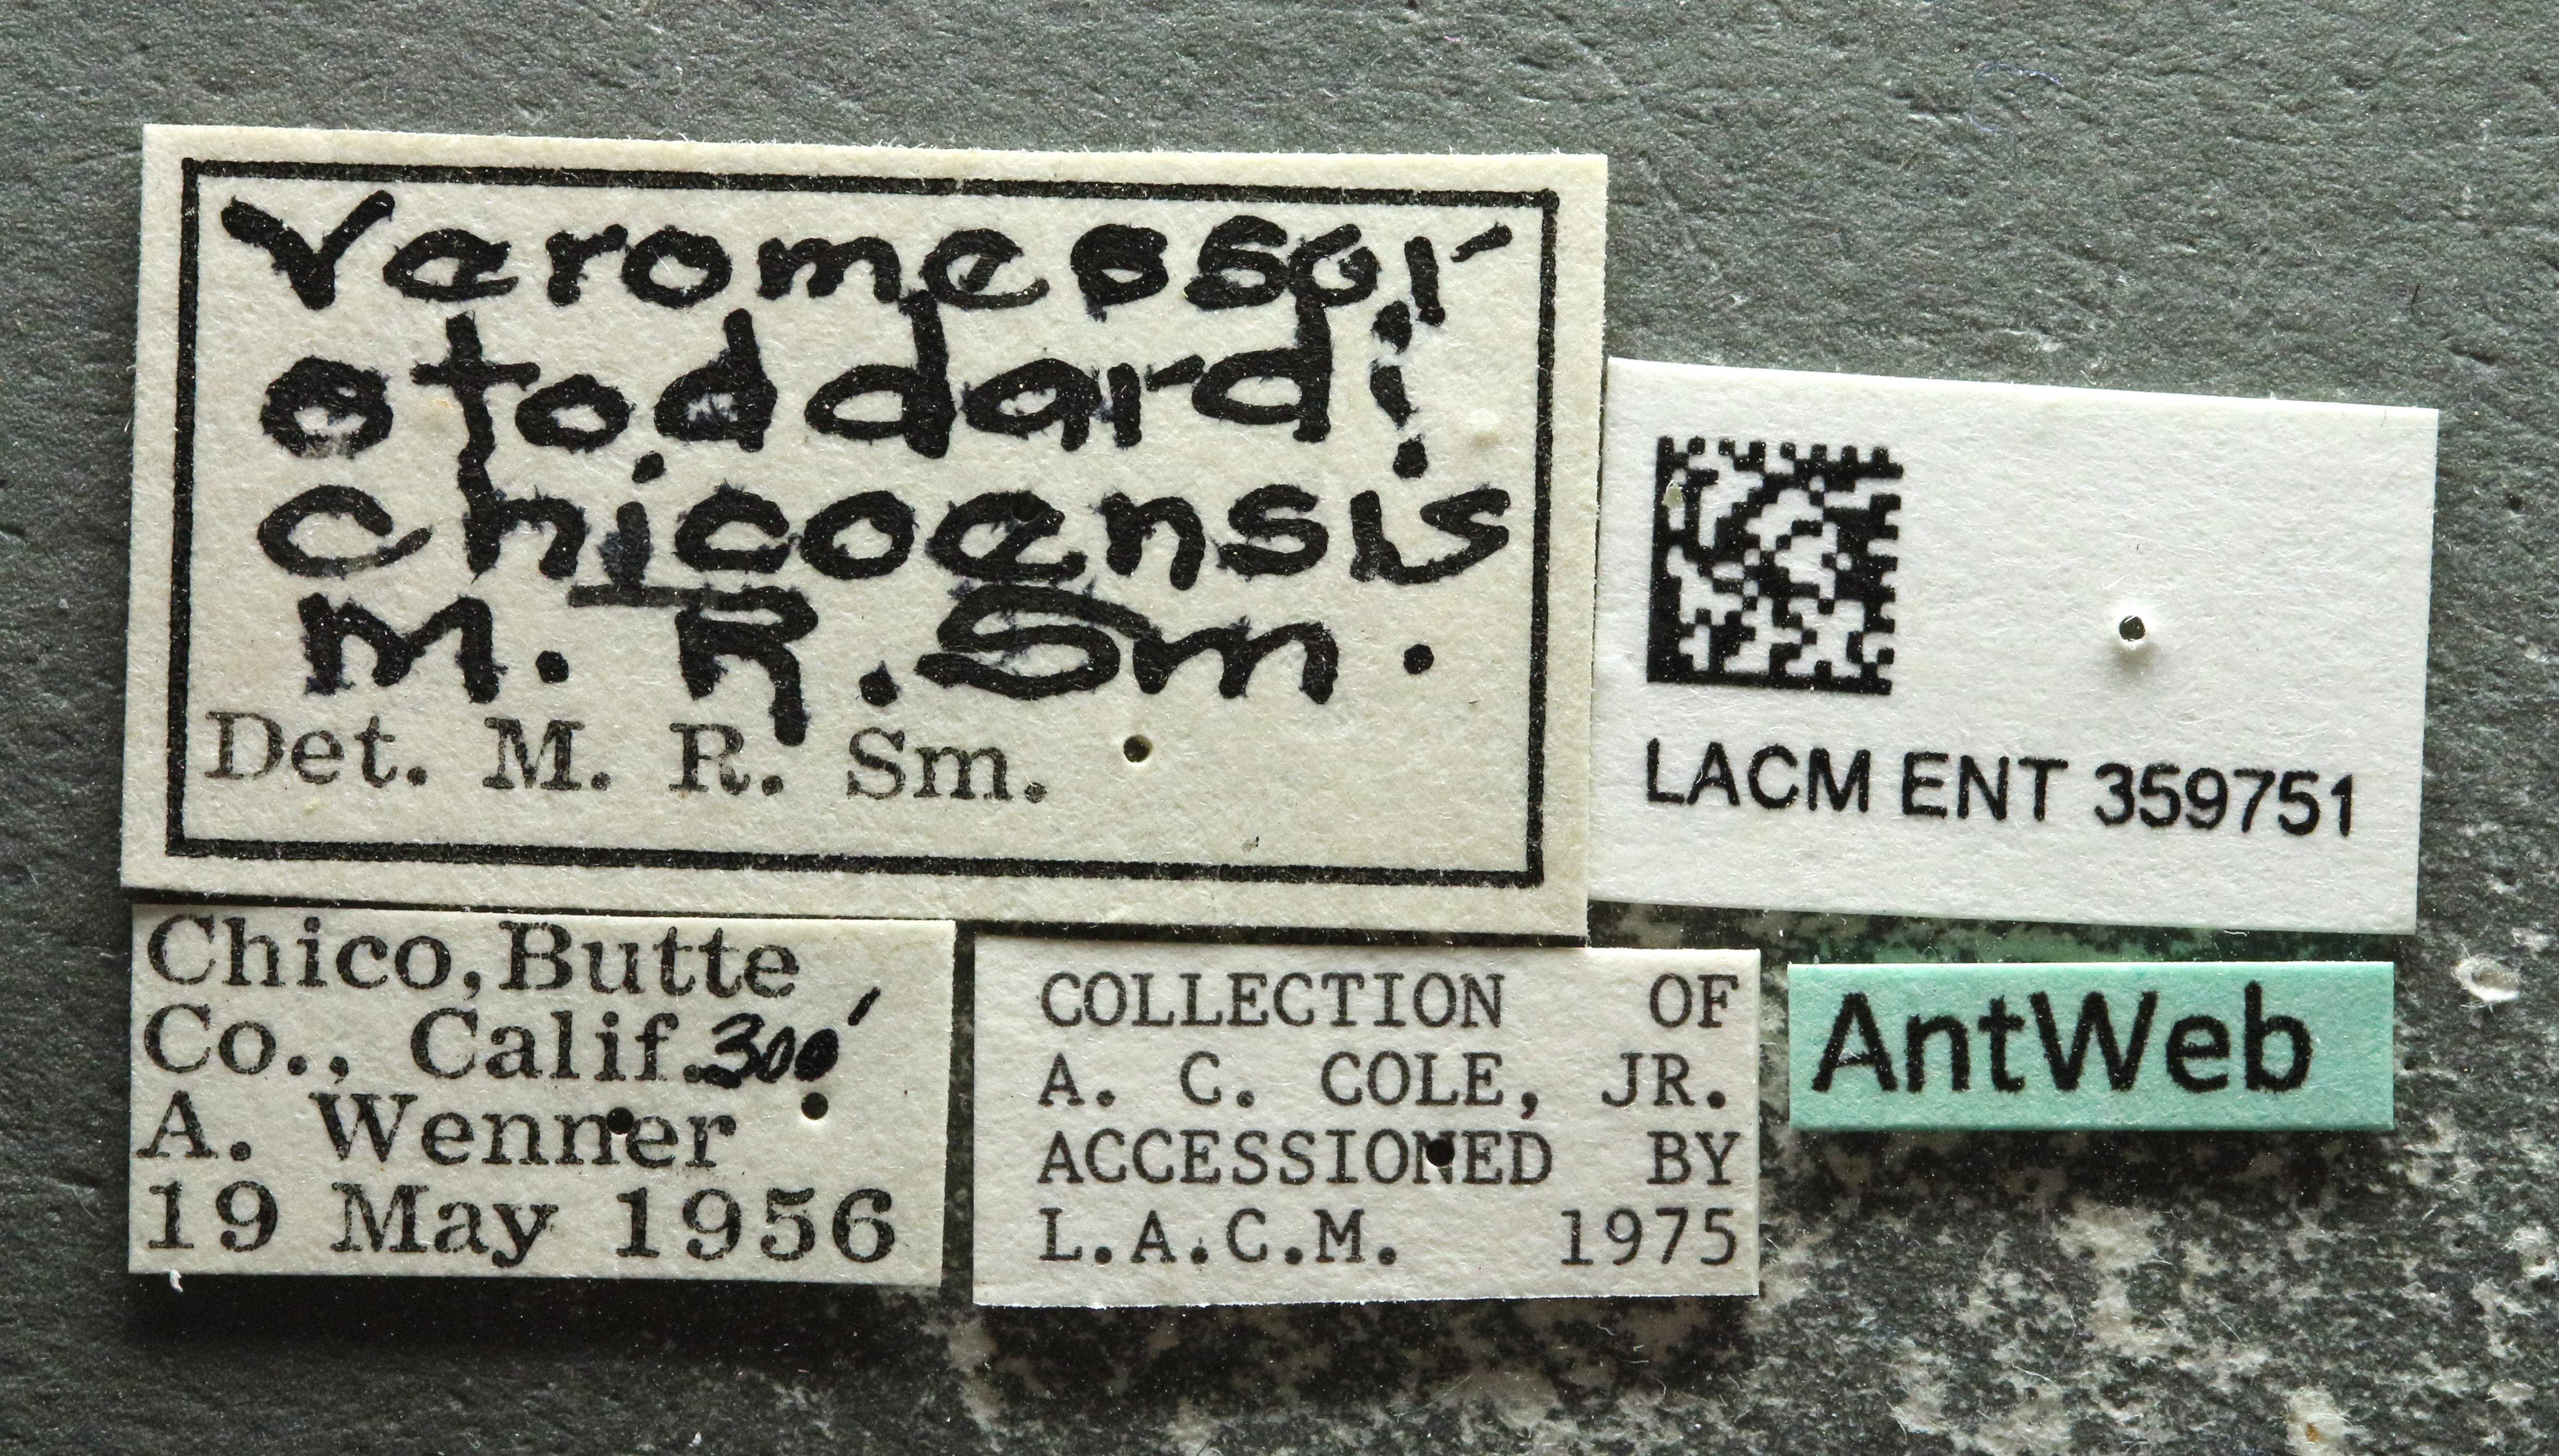 Veromessor
stoddardi
chicoensis
M. R. Sm.
Det. M. R. Sm.
LACM ENT 359751
Chico, Butte
Co., Calif. 300'
A. Wenner
19 May 1956
COLLECTION OF
A. C. COLE, JR.
ACCESSIONED BY
L.A.C.M. 1975
AntWeb